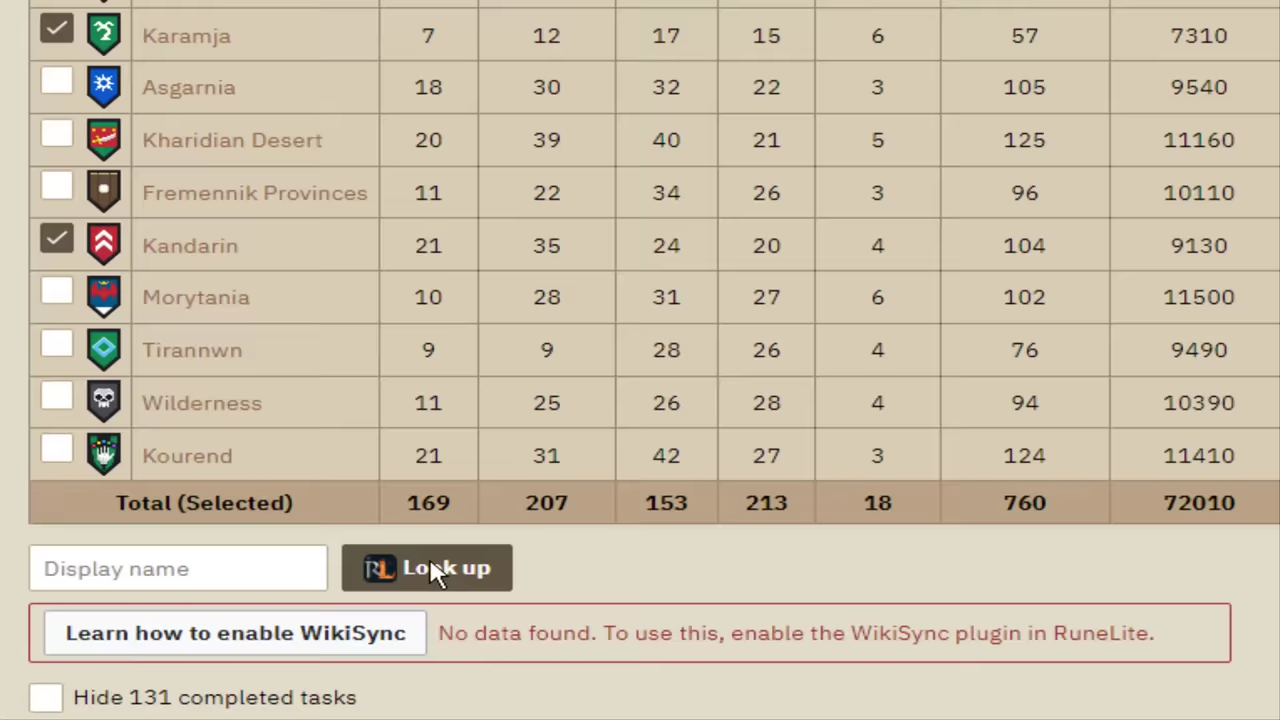 Karamja 7 12 17 15 6 57 7310
Asgarnia 18 30 32 22 3 105 9540
Kharidian Desert 20 39 40 21 5 125 11160
Fremennik Provinces 11 22 34 26 3 96 10110
Kandarin 21 35 24 20 4 104 9130
Morytania 10 28 31 27 6 102 11500
Tirannwn 9 9 28 26 4 76 9490
Wilderness 11 25 26 28 4 94 10390
Kourend 21 31 42 27 3 124 11410
Total (Selected) 169 207 153 213 18 760 72010
Display name RL Look up
Learn how to enable WikiSync No data found. To use this, enable the WikiSync plugin in RuneLite.
Hide 131 completed tasks